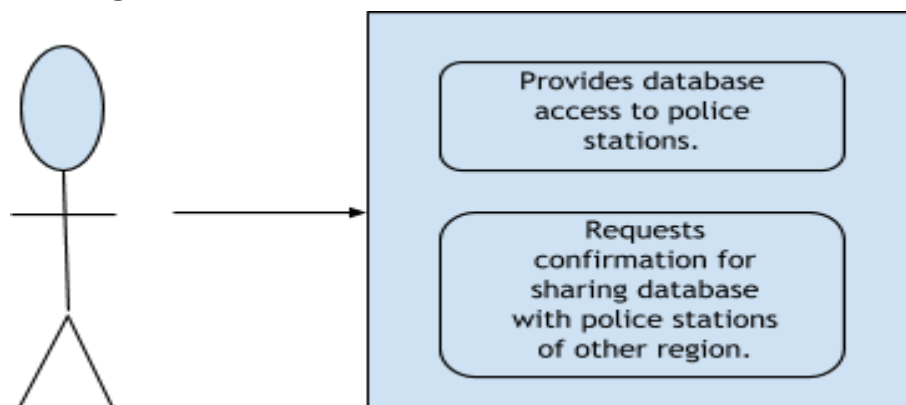 Provides database
access to police
stations.
Requests
confirmation for
sharing database
with police stations
of other region.